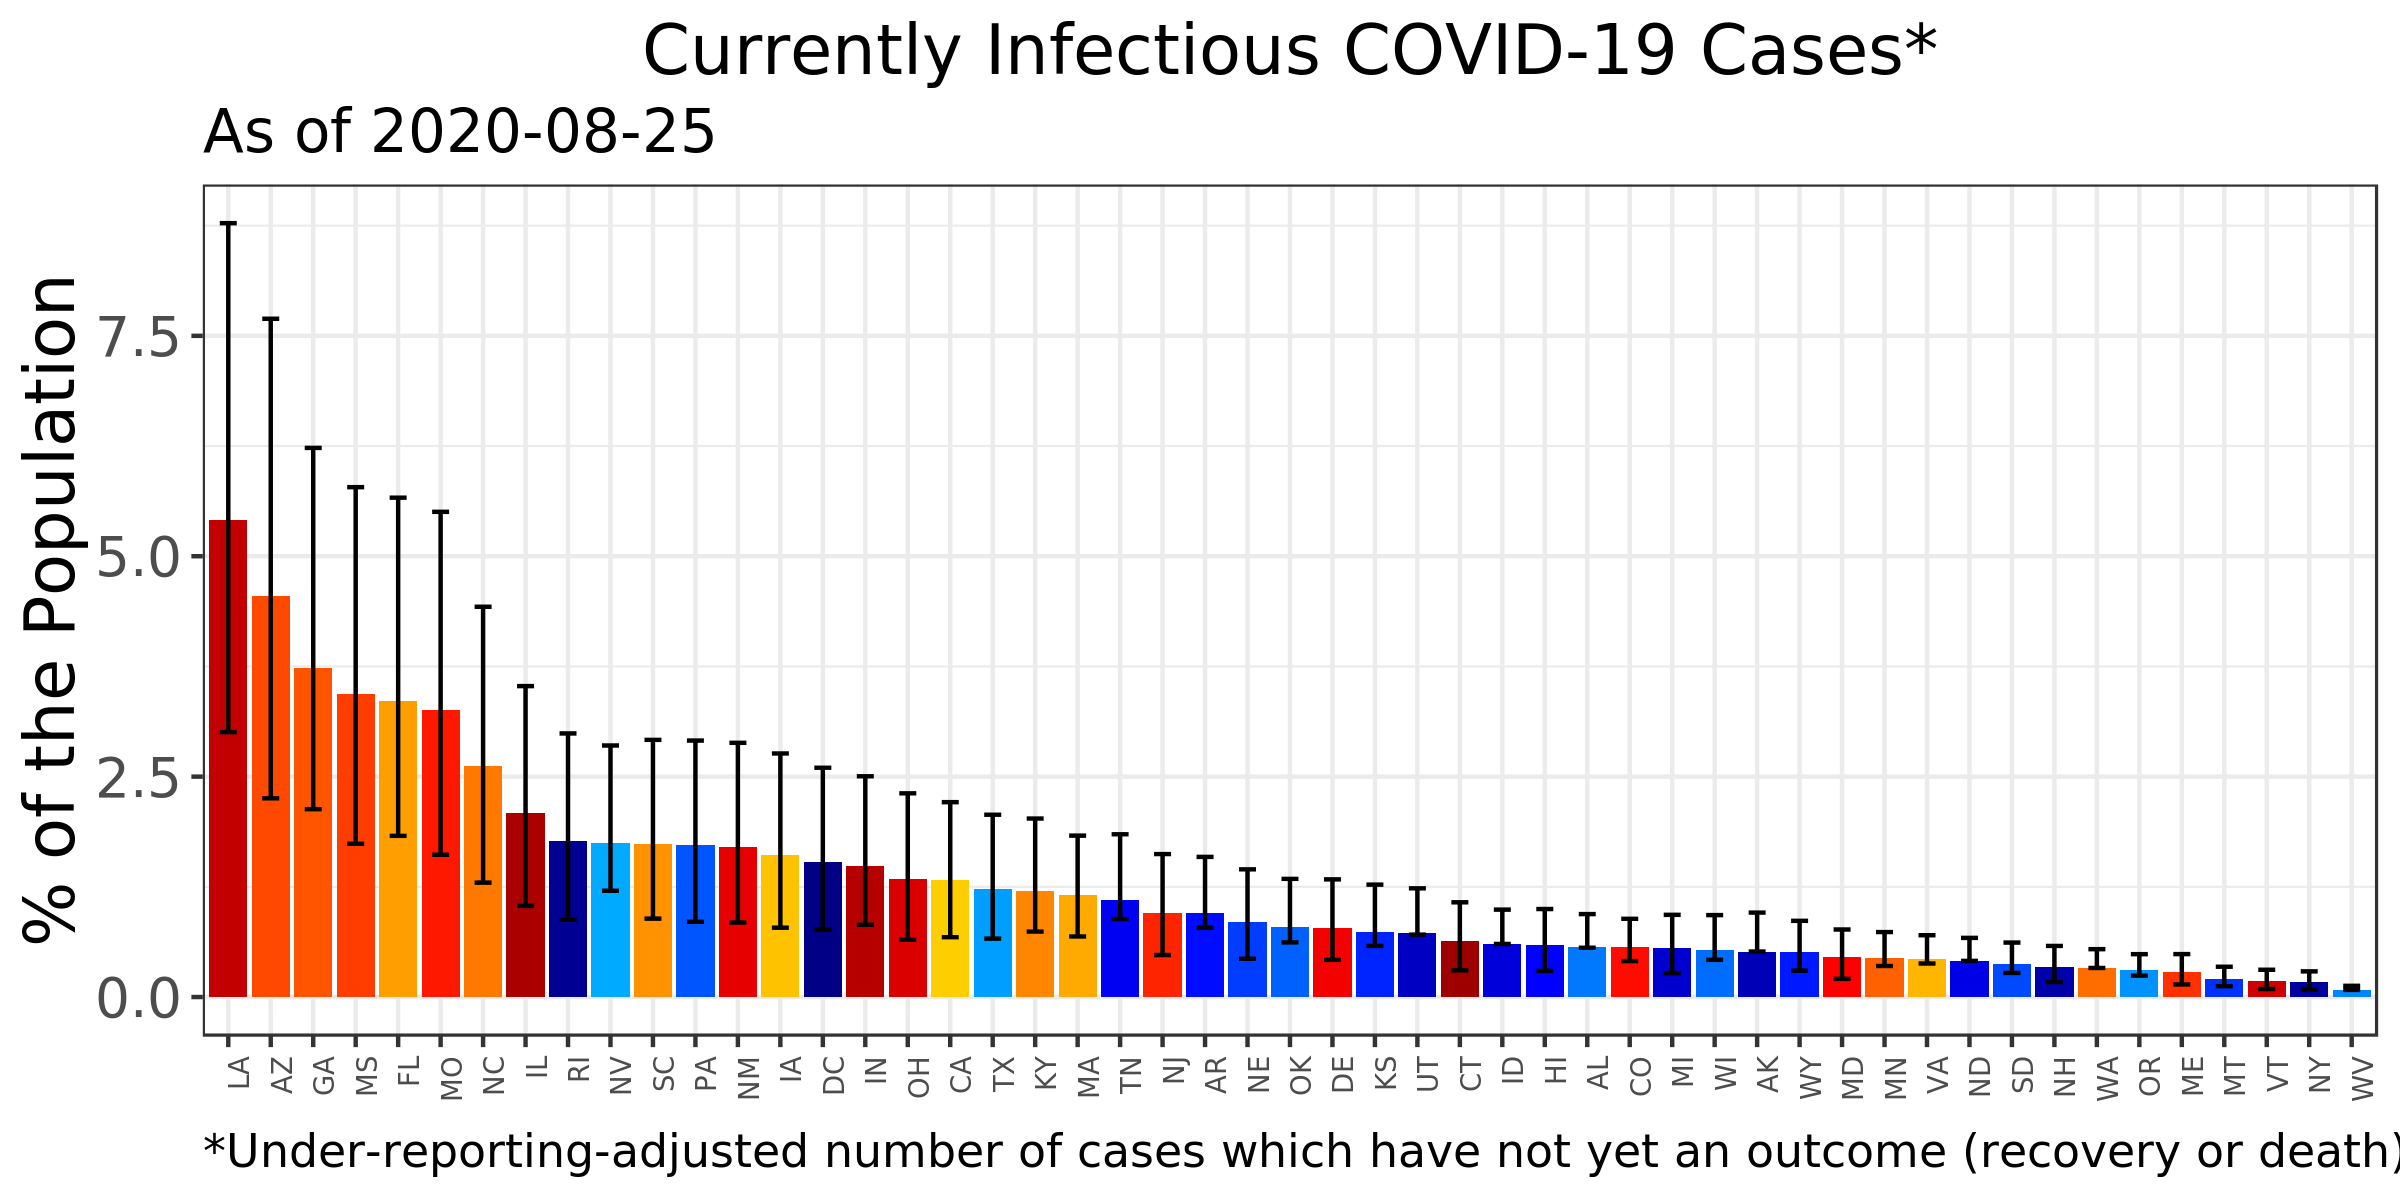 Currently Infectious COVID-19 Cases*
As of 2020-08-25
% of the Population
7.5
5.0
2.5
0.0
LA AZ GA MS FL MO NC IL RI NV SC PA NM IA DC IN OH CA TX KY MA TN NJ AR NE OK DE KS UT CT ID HI AL CO MI WI AK WY MD MN VA ND SD NH WA OR ME MT VT NY WV
*Under-reporting-adjusted number of cases which have not yet an outcome (recovery or death)